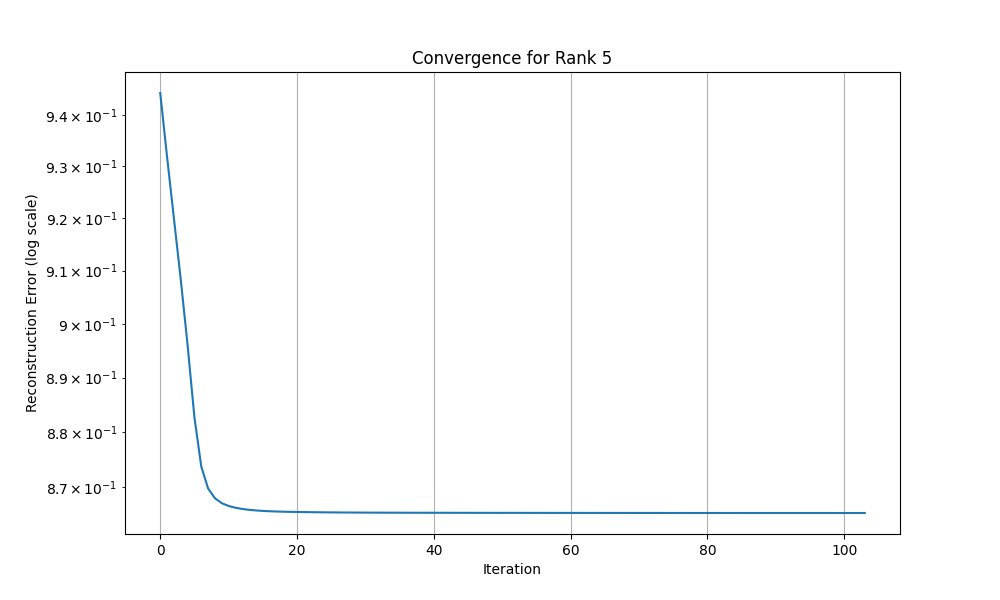 Convergence for Rank 5
Reconstruction Error (log scale)
9.4 × 10⁻¹
9.3 × 10⁻¹
9.2 × 10⁻¹
9.1 × 10⁻¹
9 × 10⁻¹
8.9 × 10⁻¹
8.8 × 10⁻¹
8.7 × 10⁻¹
0 20 40 60 80 100
Iteration